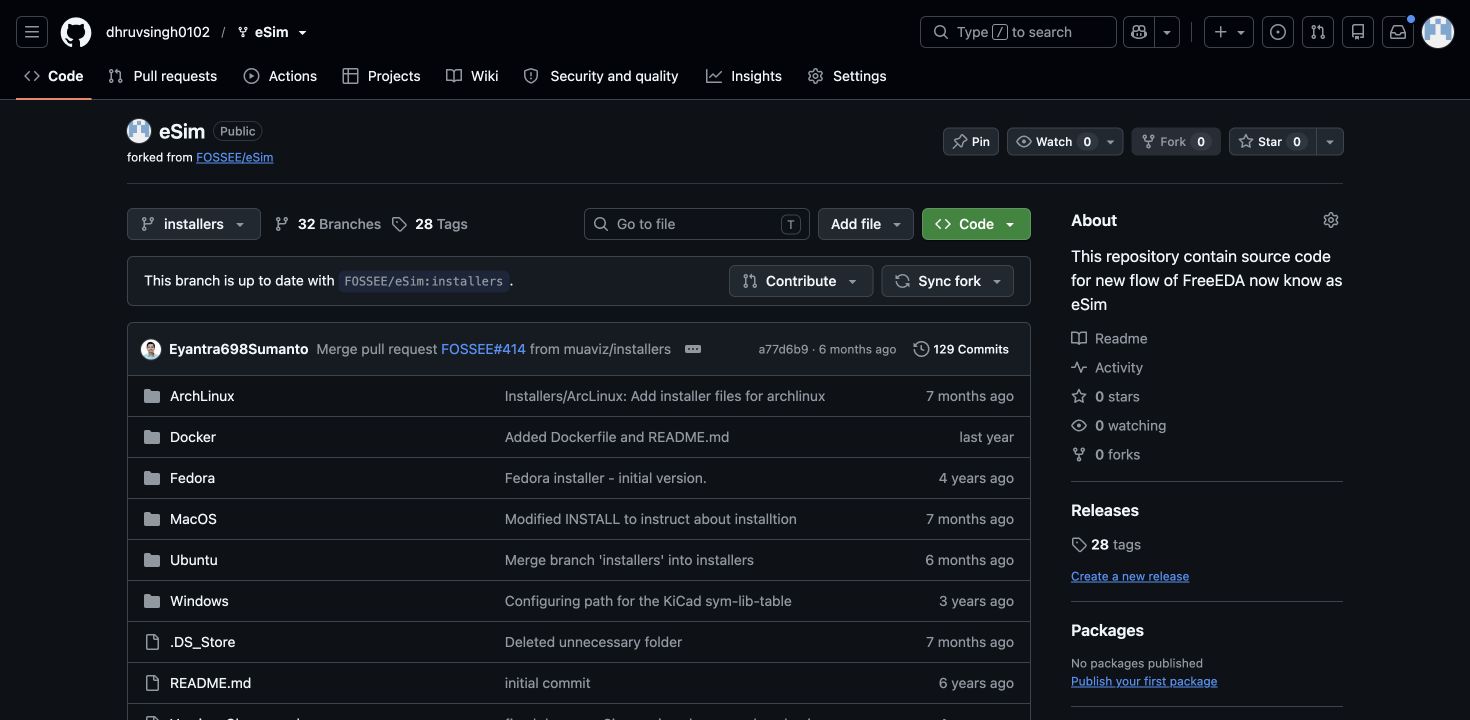 dhruvsingh0102 / eSim
Type / to search
Code Pull requests Actions Projects Wiki Security and quality Insights Settings
eSim Public
forked from FOSSEE/eSim
Pin Watch 0 Fork 0 Star 0
installers 32 Branches 28 Tags Go to file T Add file Code
This branch is up to date with FOSSEE/eSim:installers.
Contribute Sync fork
Eyantra698Sumanto Merge pull request FOSSEE#414 from muaviz/installers a77d6b9 · 6 months ago 129 Commits
ArchLinux Installers/ArcLinux: Add installer files for archlinux 7 months ago
Docker Added Dockerfile and README.md last year
Fedora Fedora installer - initial version. 4 years ago
MacOS Modified INSTALL to instruct about installtion 7 months ago
Ubuntu Merge branch 'installers' into installers 6 months ago
Windows Configuring path for the KiCad sym-lib-table 3 years ago
.DS_Store Deleted unnecessary folder 7 months ago
README.md initial commit 6 years ago
About
This repository contain source code
for new flow of FreeEDA now know as
eSim
Readme
Activity
0 stars
0 watching
0 forks
Releases
28 tags
Create a new release
Packages
No packages published
Publish your first package